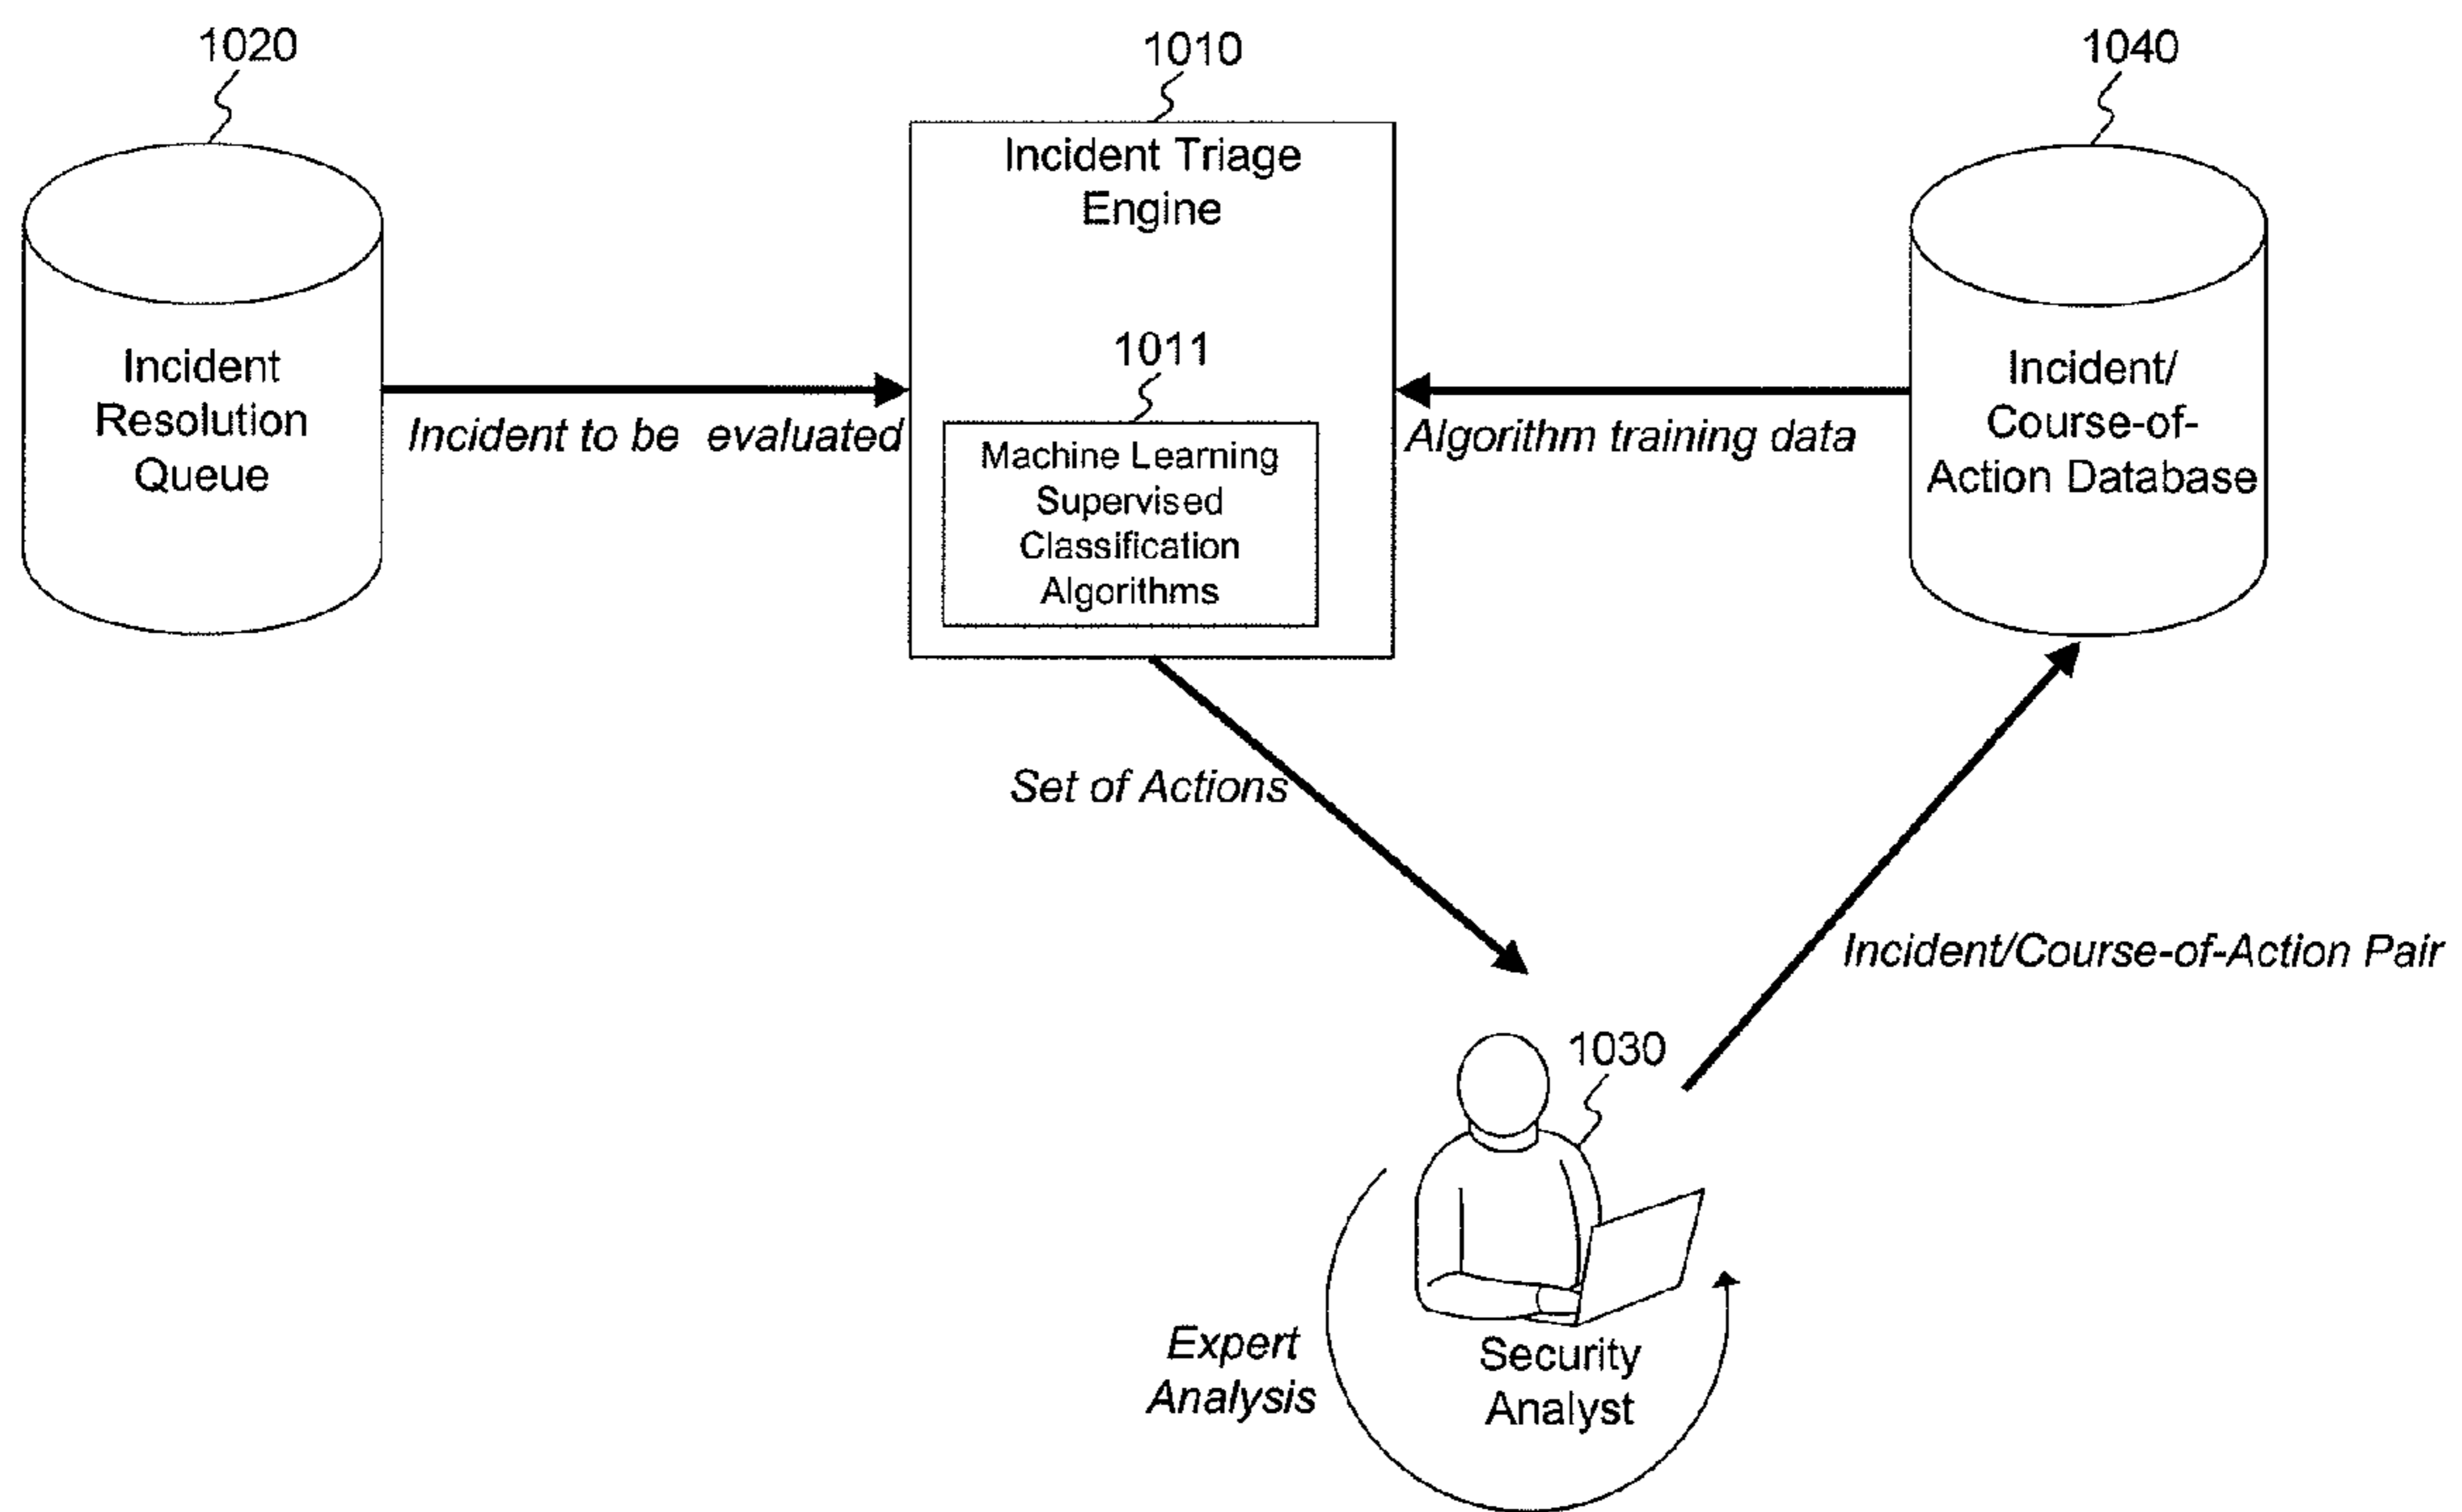 1020
1010
1040
Incident Triage
Engine
1011
Incident
Resolution
Queue
Incident to be evaluated
Machine Learning
Supervised
Classification
Algorithms
Algorithm training data
Incident/
Course-of-
Action Database
Set of Actions
Incident/Course-of-Action Pair
1030
Expert
Analysis
Security
Analyst